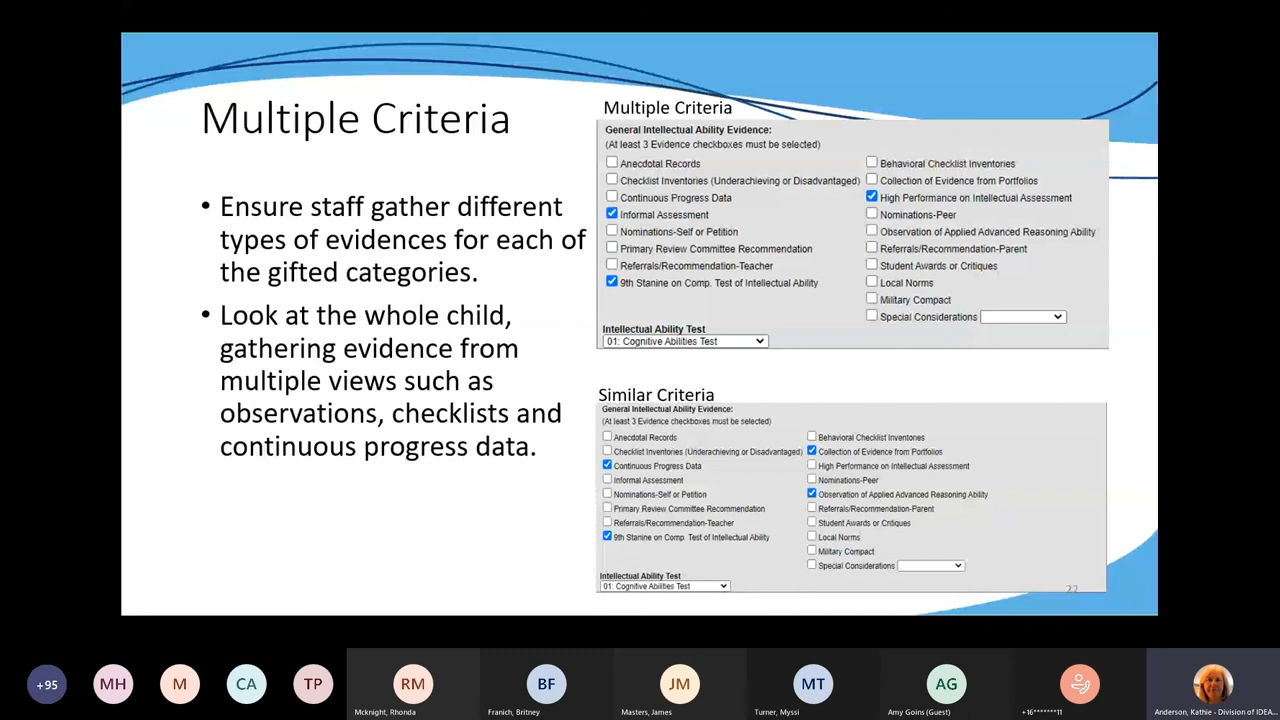 Multiple Criteria
• Ensure staff gather different
types of evidences for each of
the gifted categories.
• Look at the whole child,
gathering evidence from
multiple views such as
observations, checklists and
continuous progress data.
Multiple Criteria
General Intellectual Ability Evidence:
(At least 3 Evidence checkboxes must be selected)
Anecdotal Records
Checklist Inventories (Underachieving or Disadvantaged)
Continuous Progress Data
Informal Assessment
Nominations-Self or Petition
Primary Review Committee Recommendation
Referrals/Recommendation-Teacher
9th Stanine on Comp. Test of Intellectual Ability
Behavioral Checklist Inventories
Collection of Evidence from Portfolios
High Performance on Intellectual Assessment
Nominations-Peer
Observation of Applied Advanced Reasoning Ability
Referrals/Recommendation-Parent
Student Awards or Critiques
Local Norms
Military Compact
Special Considerations
Intellectual Ability Test
01: Cognitive Abilities Test
Similar Criteria
General Intellectual Ability Evidence:
(At least 3 Evidence checkboxes must be selected)
Anecdotal Records
Checklist Inventories (Underachieving or Disadvantaged)
Continuous Progress Data
Informal Assessment
Nominations-Self or Petition
Primary Review Committee Recommendation
Referrals/Recommendation-Teacher
9th Stanine on Comp. Test of Intellectual Ability
Behavioral Checklist Inventories
Collection of Evidence from Portfolios
High Performance on Intellectual Assessment
Nominations-Peer
Observation of Applied Advanced Reasoning Ability
Referrals/Recommendation-Parent
Student Awards or Critiques
Local Norms
Military Compact
Special Considerations
Intellectual Ability Test
01: Cognitive Abilities Test
22
+95
MH
M
CA
TP
RM
BF
JM
MT
AG
Mcknight, Rhonda
Franich, Britney
Masters, James
Turner, Myssi
Amy Goins (Guest)
+16*******11
Anderson, Kathie - Division of IDEA...